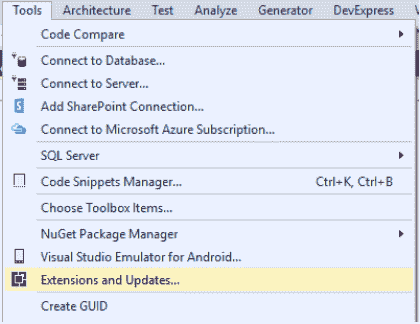 Tools Architecture Test Analyze Generator DevExpress
Code Compare
Connect to Database...
Connect to Server...
Add SharePoint Connection...
Connect to Microsoft Azure Subscription...
SQL Server
Code Snippets Manager... Ctrl+K, Ctrl+B
Choose Toolbox Items...
NuGet Package Manager
Visual Studio Emulator for Android...
Extensions and Updates...
Create GUID